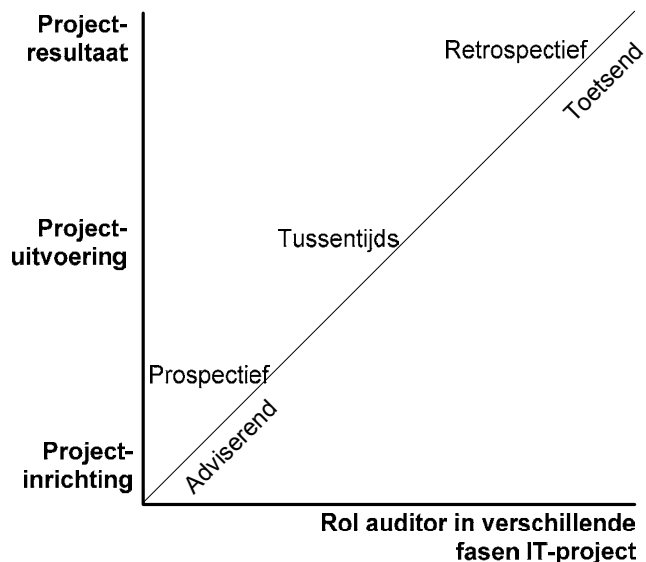 Project-
resultaat
Retrospectief
Toetsend
Project-
uitvoering
Tussentijds
Prospectief
Adviserend
Project-
inrichting
Rol auditor in verschillende
fasen IT-project